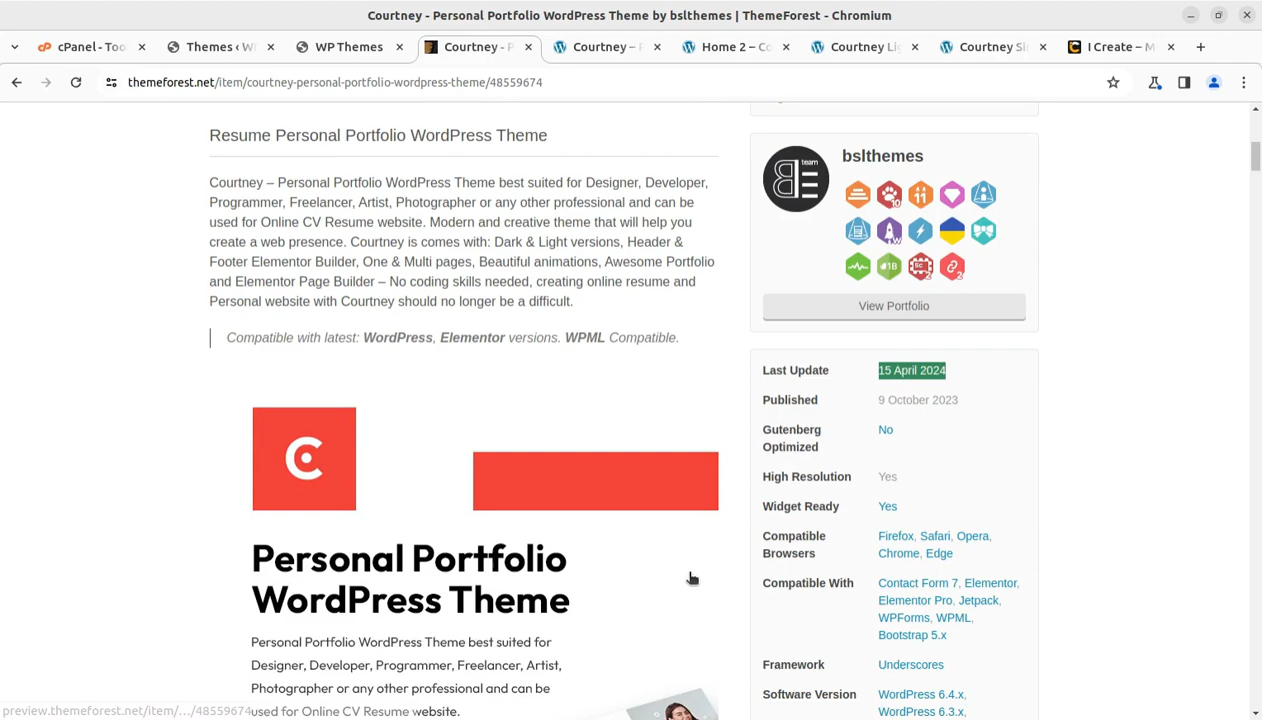 Courtney - Personal Portfolio WordPress Theme by bslthemes | ThemeForest - Chromium
cPanel - Too
Themes ‹ W
WP Themes
Courtney - P
Courtney –
Home 2 – Co
Courtney Li
Courtney Si
I Create – M
themeforest.net/item/courtney-personal-portfolio-wordpress-theme/48559674
Resume Personal Portfolio WordPress Theme
Courtney – Personal Portfolio WordPress Theme best suited for Designer, Developer,
Programmer, Freelancer, Artist, Photographer or any other professional and can be
used for Online CV Resume website. Modern and creative theme that will help you
create a web presence. Courtney is comes with: Dark & Light versions, Header &
Footer Elementor Builder, One & Multi pages, Beautiful animations, Awesome Portfolio
and Elementor Page Builder – No coding skills needed, creating online resume and
Personal website with Courtney should no longer be a difficult.
Compatible with latest: WordPress, Elementor versions. WPML Compatible.
C
Personal Portfolio
WordPress Theme
Personal Portfolio WordPress Theme best suited for
Designer, Developer, Programmer, Freelancer, Artist,
Photographer or any other professional and can be
used for Online CV Resume website.
preview.themeforest.net/item/.../48559674
team
bslthemes
View Portfolio
Last Update 15 April 2024
Published 9 October 2023
Gutenberg No
Optimized
High Resolution Yes
Widget Ready Yes
Compatible Firefox, Safari, Opera,
Browsers Chrome, Edge
Compatible With Contact Form 7, Elementor,
Elementor Pro, Jetpack,
WPForms, WPML,
Bootstrap 5.x
Framework Underscores
Software Version WordPress 6.4.x,
WordPress 6.3.x,